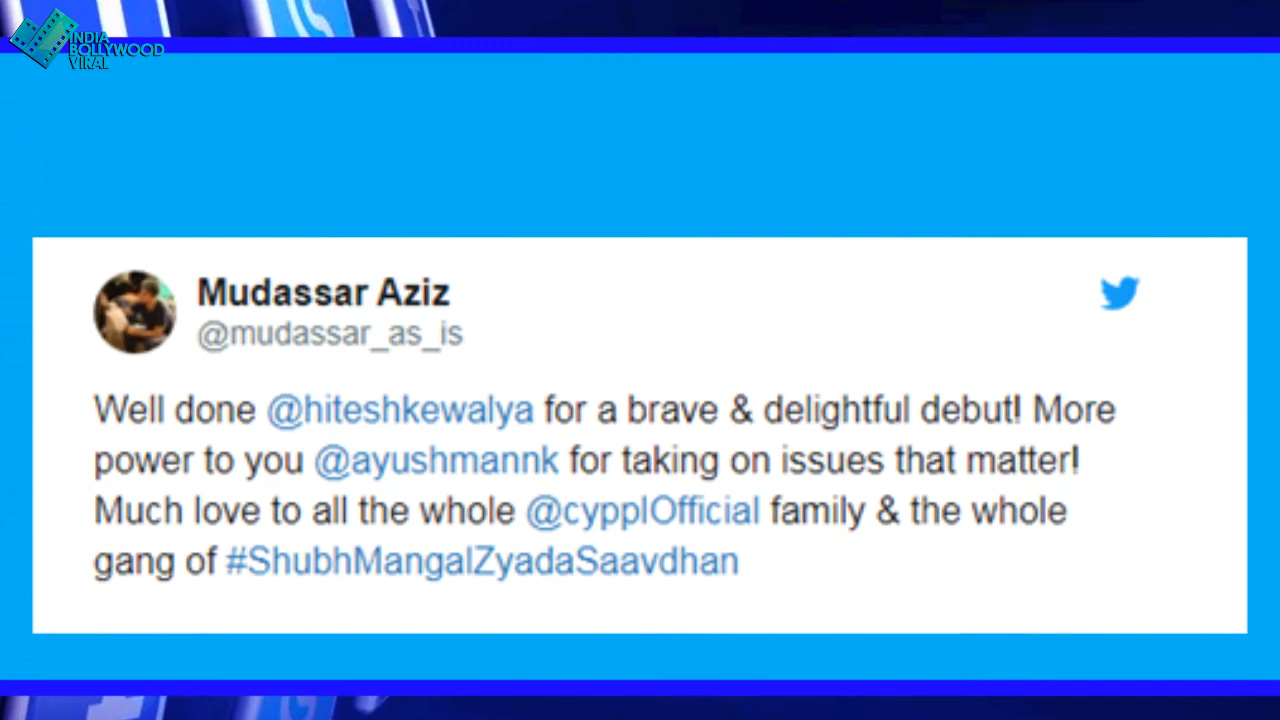 INDIA
BOLLYWOOD
VIRAL
Mudassar Aziz
@mudassar_as_is
Well done @hiteshkewalya for a brave & delightful debut! More
power to you @ayushmannk for taking on issues that matter!
Much love to all the whole @cypplOfficial family & the whole
gang of #ShubhMangalZyadaSaavdhan